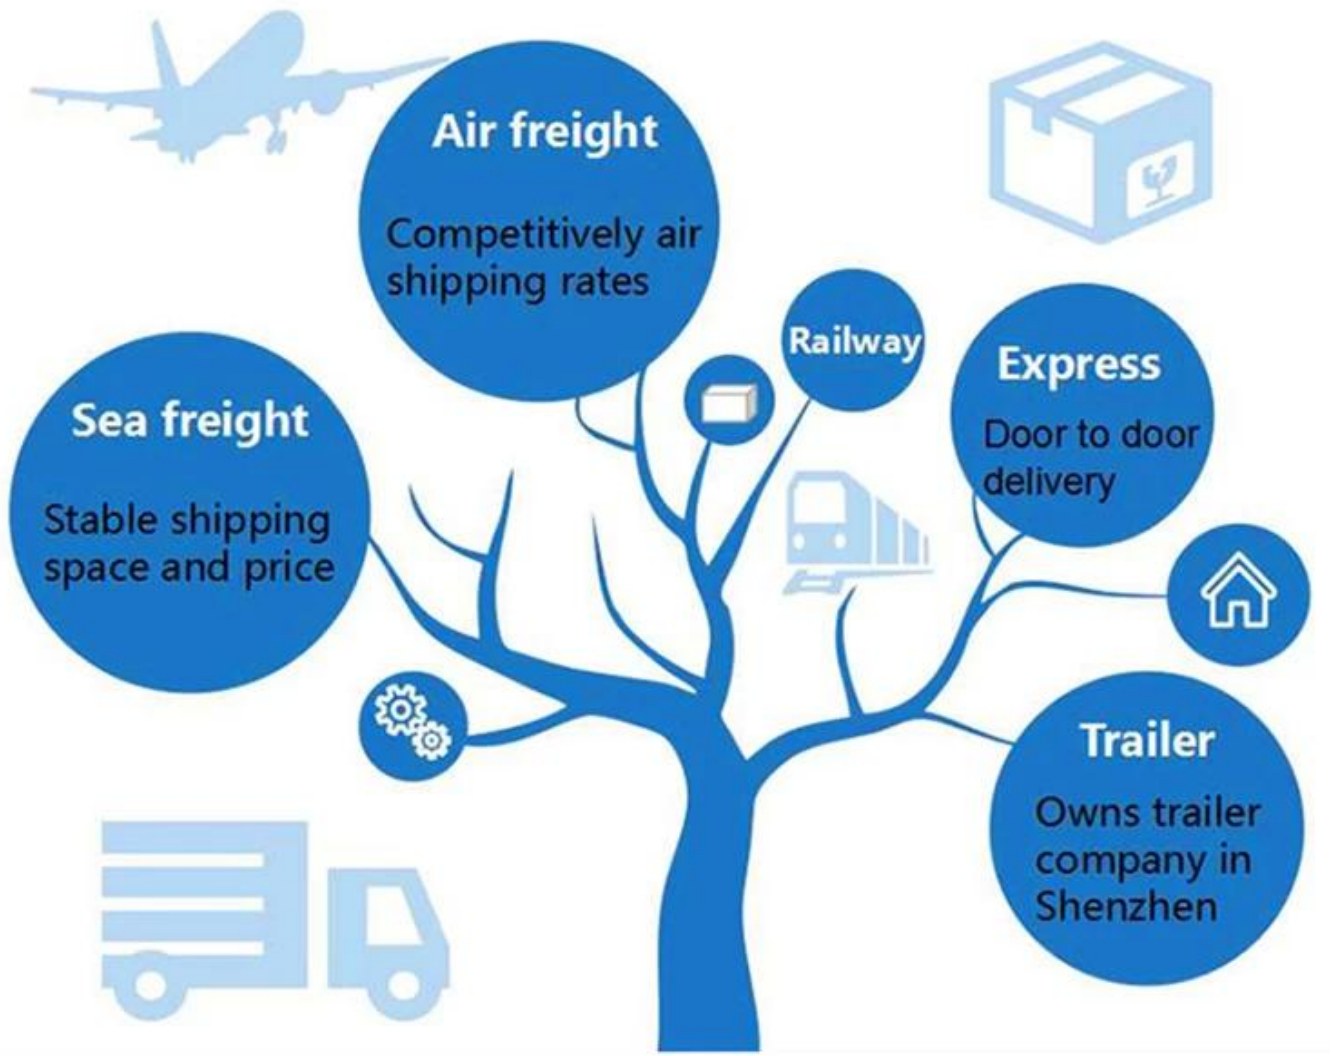 Air freight
Competitively air
shipping rates
Railway
Express
Door to door
delivery
Sea freight
Stable shipping
space and price
Trailer
Owns trailer
company in
Shenzhen